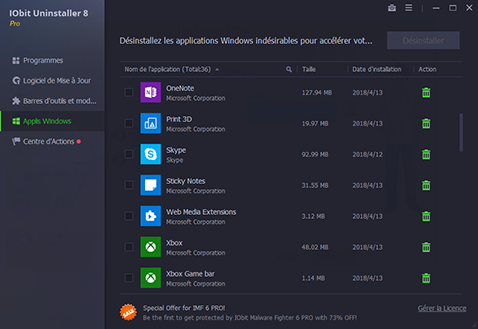 IObit Uninstaller 8
Pro
Désinstallez les applications Windows indésirables pour accélérer vot...
Désinstaller
Programmes
Logiciel de Mise à Jour
Barres d'outils et mod...
Applis Windows
Centre d'Actions
Nom de l'application (Total:36) Taille Date d'installation Action
OneNote
Microsoft Corporation
127.94 MB 2018/4/13
Print 3D
Microsoft Corporation
19.97 MB 2018/4/13
Skype
Skype
92.99 MB 2018/4/12
Sticky Notes
Microsoft Corporation
31.55 MB 2018/4/13
Web Media Extensions
Microsoft Corporation
3.12 MB 2018/4/13
Xbox
Microsoft Corporation
48.02 MB 2018/4/13
Xbox Game bar
Microsoft Corporation
1.14 MB 2018/4/13
SALE
Special Offer for IMF 6 PRO!
Be the first to get protected by IObit Malware Fighter 6 PRO with 73% OFF!
Gérer la Licence